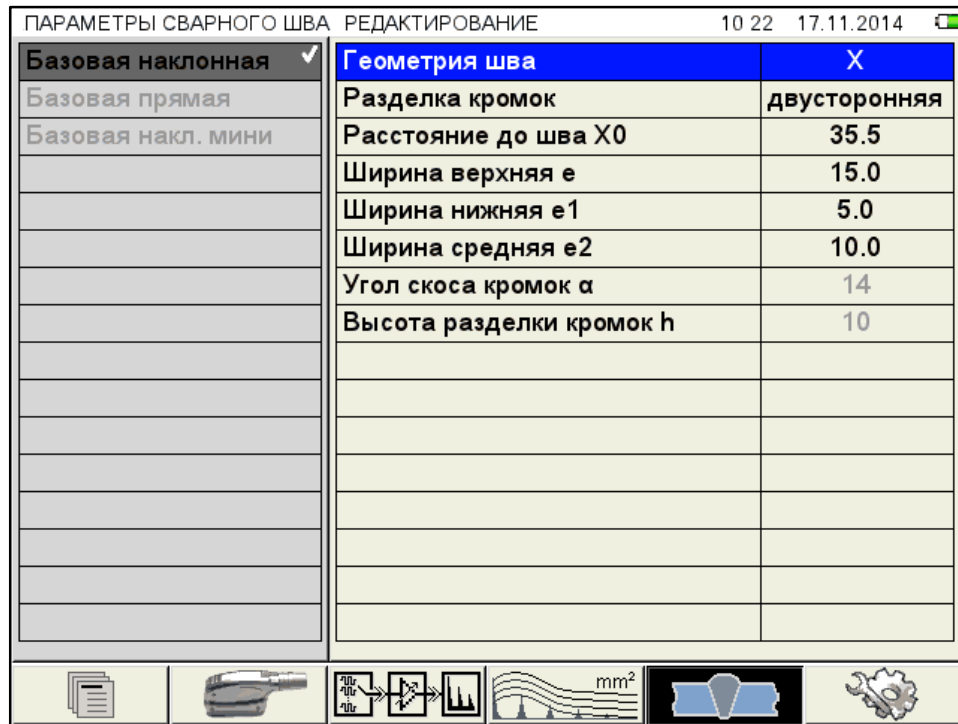 ПАРАМЕТРЫ СВАРНОГО ШВА РЕДАКТИРОВАНИЕ 10 22 17.11.2014
Базовая наклонная
Базовая прямая
Базовая накл. мини
Геометрия шва X
Разделка кромок двусторонняя
Расстояние до шва X0 35.5
Ширина верхняя e 15.0
Ширина нижняя e1 5.0
Ширина средняя e2 10.0
Угол скоса кромок α 14
Высота разделки кромок h 10
mm²